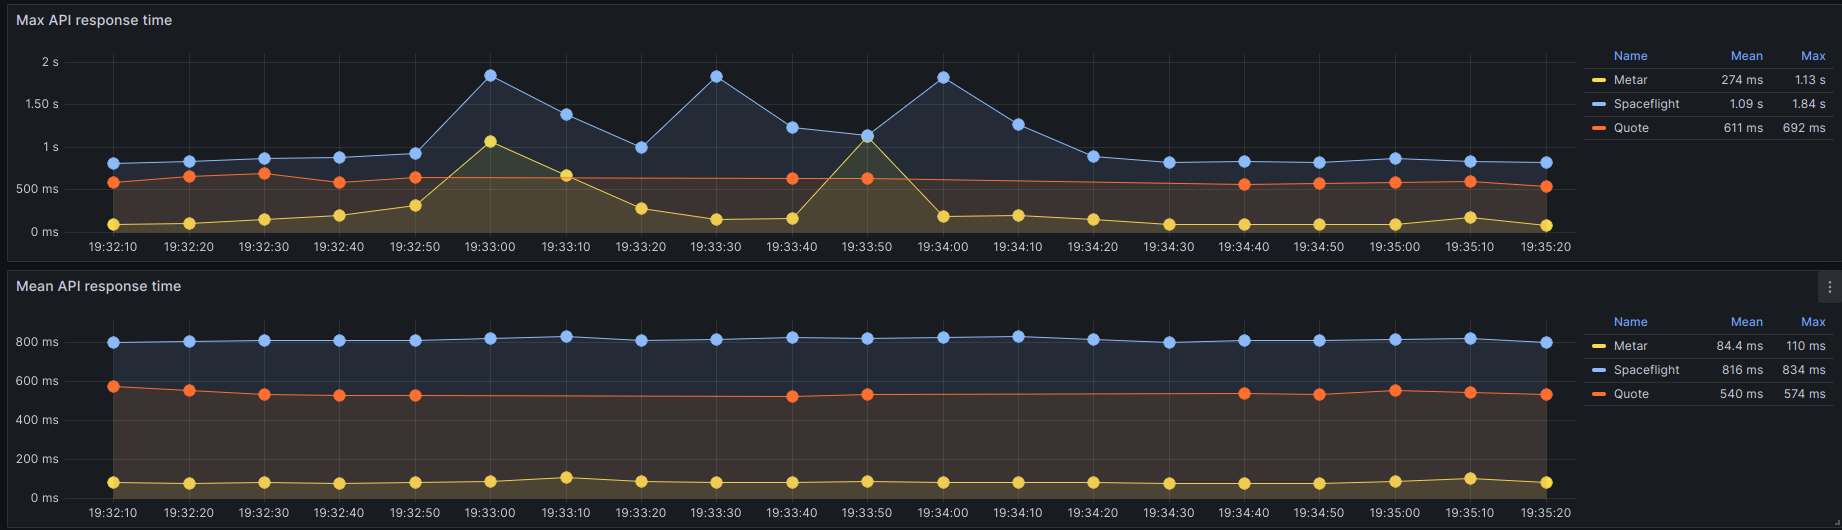 Max API response time
Name Mean Max
2 s
Metar 274 ms 1.13 s
1.50 s
Spaceflight 1.09 s 1.84 s
Quote 611 ms 692 ms
1 s
500 ms
0 ms
19:32:10 19:32:20 19:32:30 19:32:40 19:32:50 19:33:00 19:33:10 19:33:20 19:33:30 19:33:40 19:33:50 19:34:00 19:34:10 19:34:20 19:34:30 19:34:40 19:34:50 19:35:00 19:35:10 19:35:20
Mean API response time
Name Mean Max
800 ms
Metar 84.4 ms 110 ms
Spaceflight 816 ms 834 ms
600 ms
Quote 540 ms 574 ms
400 ms
200 ms
0 ms
19:32:10 19:32:20 19:32:30 19:32:40 19:32:50 19:33:00 19:33:10 19:33:20 19:33:30 19:33:40 19:33:50 19:34:00 19:34:10 19:34:20 19:34:30 19:34:40 19:34:50 19:35:00 19:35:10 19:35:20